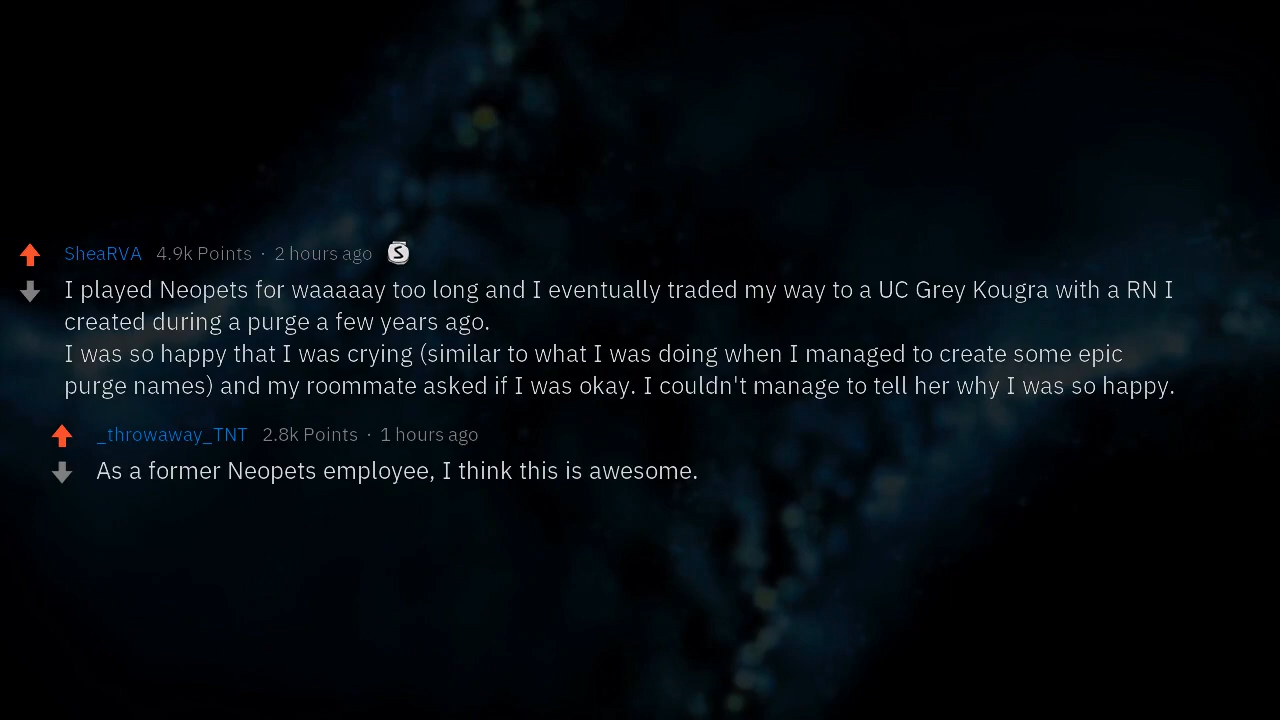 SheaRVA 4.9k Points · 2 hours ago S
I played Neopets for waaaaay too long and I eventually traded my way to a UC Grey Kougra with a RN I
created during a purge a few years ago.
I was so happy that I was crying (similar to what I was doing when I managed to create some epic
purge names) and my roommate asked if I was okay. I couldn't manage to tell her why I was so happy.
_throwaway_TNT 2.8k Points · 1 hours ago
As a former Neopets employee, I think this is awesome.